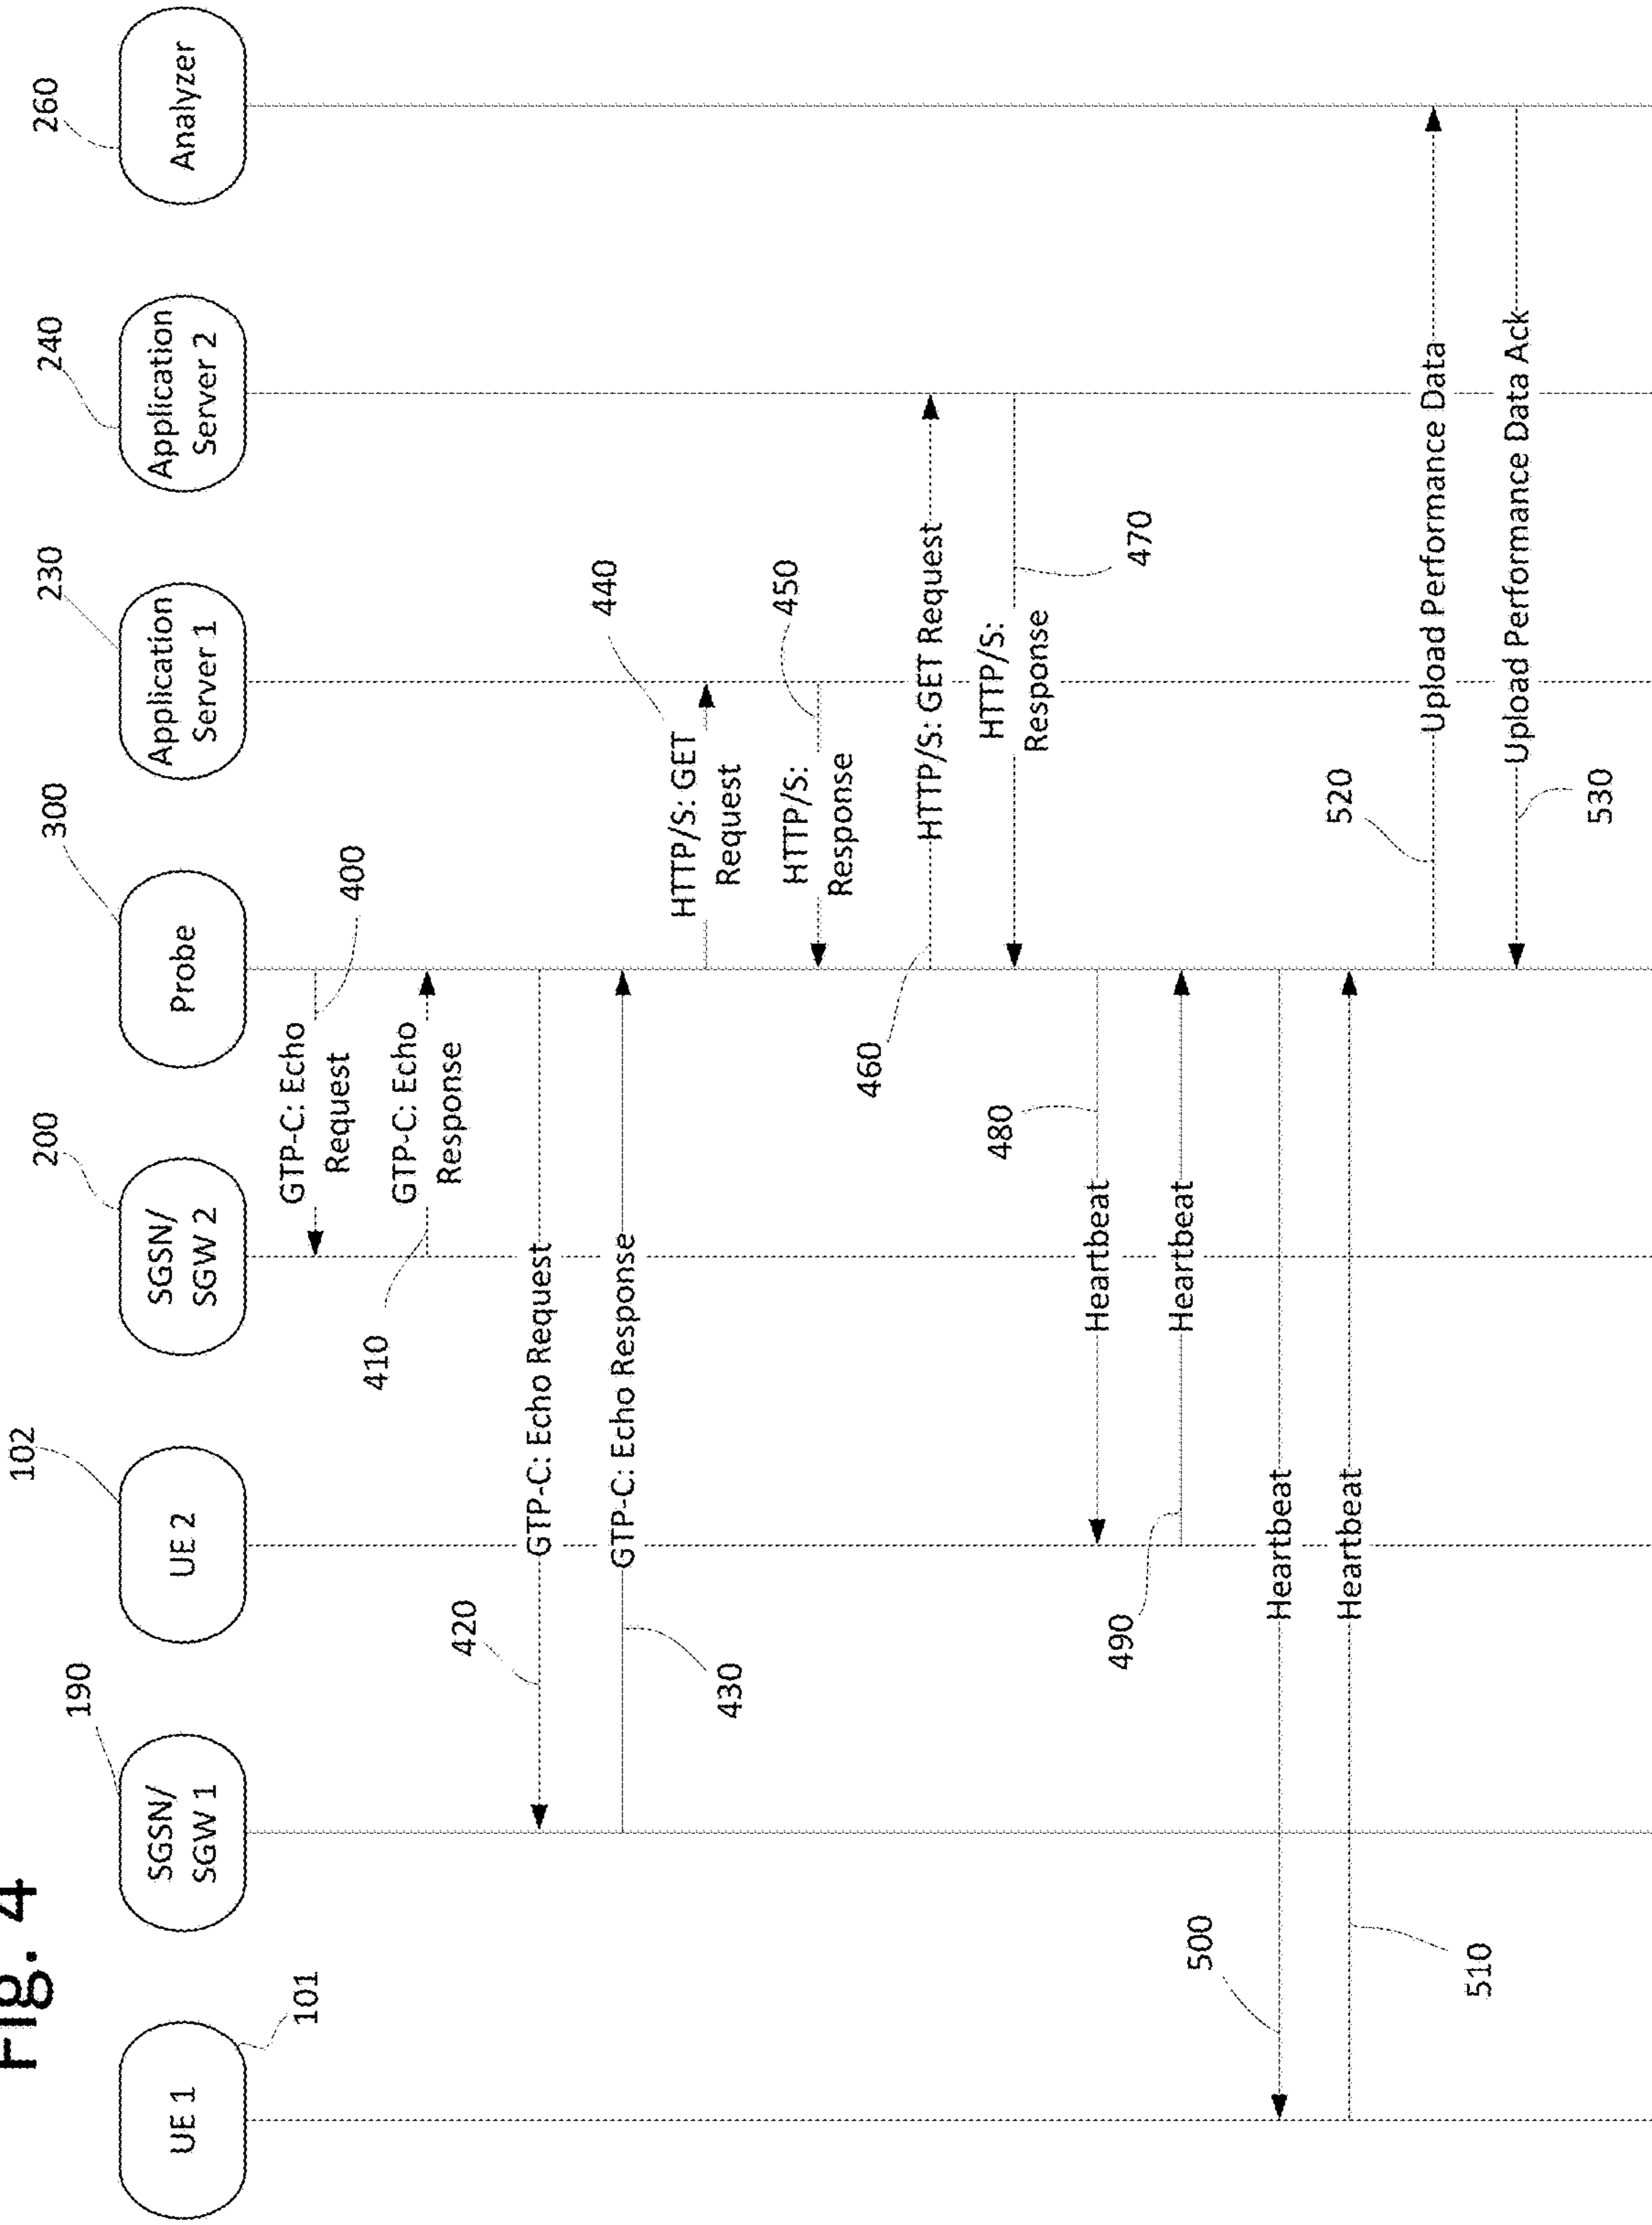 Fig. 4
UE 1
101
SGSN/
SGW 1
190
UE 2
102
SGSN/
SGW 2
200
Probe
300
Application
Server 1
230
Application
Server 2
240
Analyzer
260
GTP-C: Echo
Request
400
GTP-C: Echo
Response
410
GTP-C: Echo Request
420
GTP-C: Echo Response
430
HTTP/S: GET
Request
440
HTTP/S:
Response
450
HTTP/S: GET Request
460
HTTP/S:
Response
470
Heartbeat
480
Heartbeat
490
Heartbeat
500
Heartbeat
510
Upload Performance Data
520
Upload Performance Data Ack
530